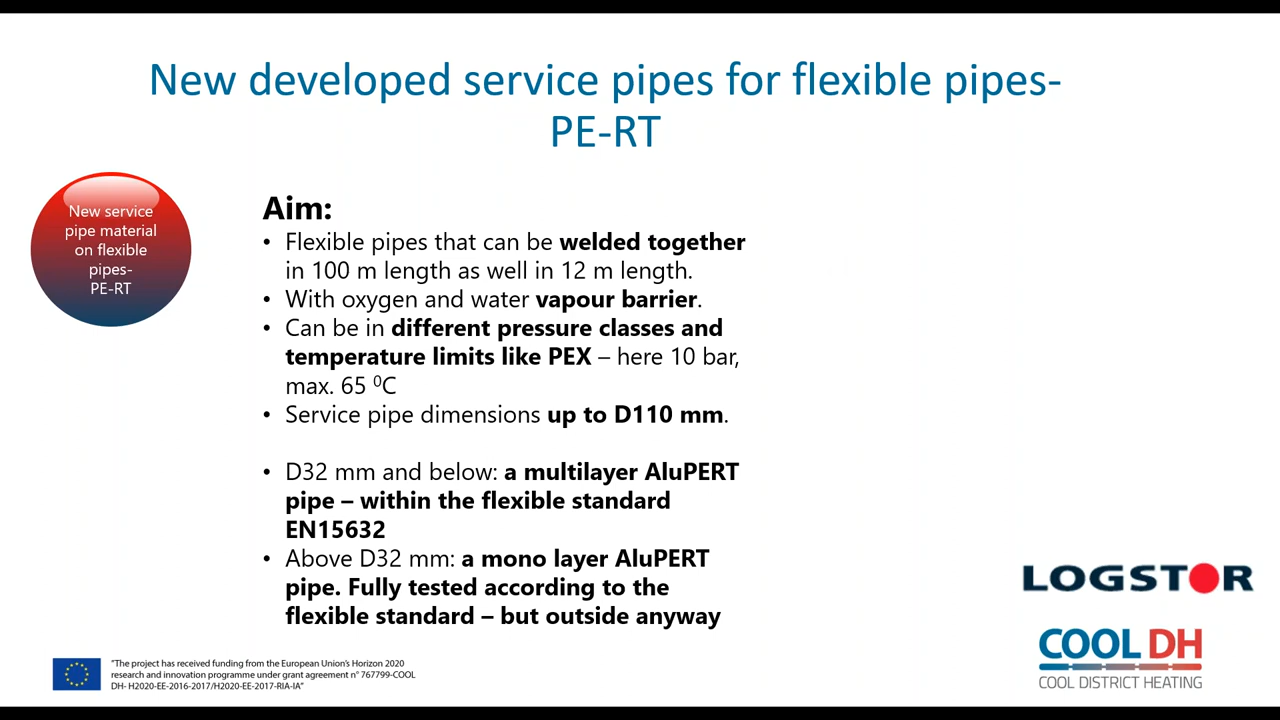 New developed service pipes for flexible pipes-
PE-RT
New service
pipe material
on flexible
pipes-
PE-RT
Aim:
• Flexible pipes that can be welded together
in 100 m length as well in 12 m length.
• With oxygen and water vapour barrier.
• Can be in different pressure classes and
temperature limits like PEX – here 10 bar,
max. 65 ⁰C
• Service pipe dimensions up to D110 mm.
• D32 mm and below: a multilayer AluPERT
pipe – within the flexible standard
EN15632
• Above D32 mm: a mono layer AluPERT
pipe. Fully tested according to the
flexible standard – but outside anyway
LOGSTOR
COOL DH
COOL DISTRICT HEATING
"The project has received funding from the European Union's Horizon 2020
research and innovation programme under grant agreement n° 767799-COOL
DH- H2020-EE-2016-2017/H2020-EE-2017-RIA-IA"